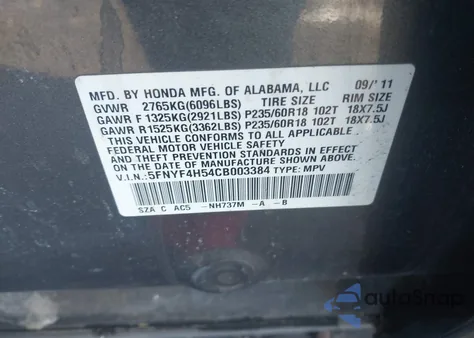 MFD. BY HONDA MFG. OF ALABAMA, LLC 09/'11
GVWR 2765KG(6096LBS) TIRE SIZE RIM SIZE
GAWR F 1325KG(2921LBS) P235/60R18 102T 18X7.5J
GAWR R1525KG(3362LBS) P235/60R18 102T 18X7.5J
THIS VEHICLE CONFORMS TO ALL APPLICABLE
FEDERAL MOTOR VEHICLE SAFETY STANDARDS IN EFFECT
ON THE DATE OF MANUFACTURE SHOWN ABOVE.
V.I.N.: 5FNYF4H54CB003384 TYPE: MPV
SZA C AC5 -NH737M -A -B
autoSnap